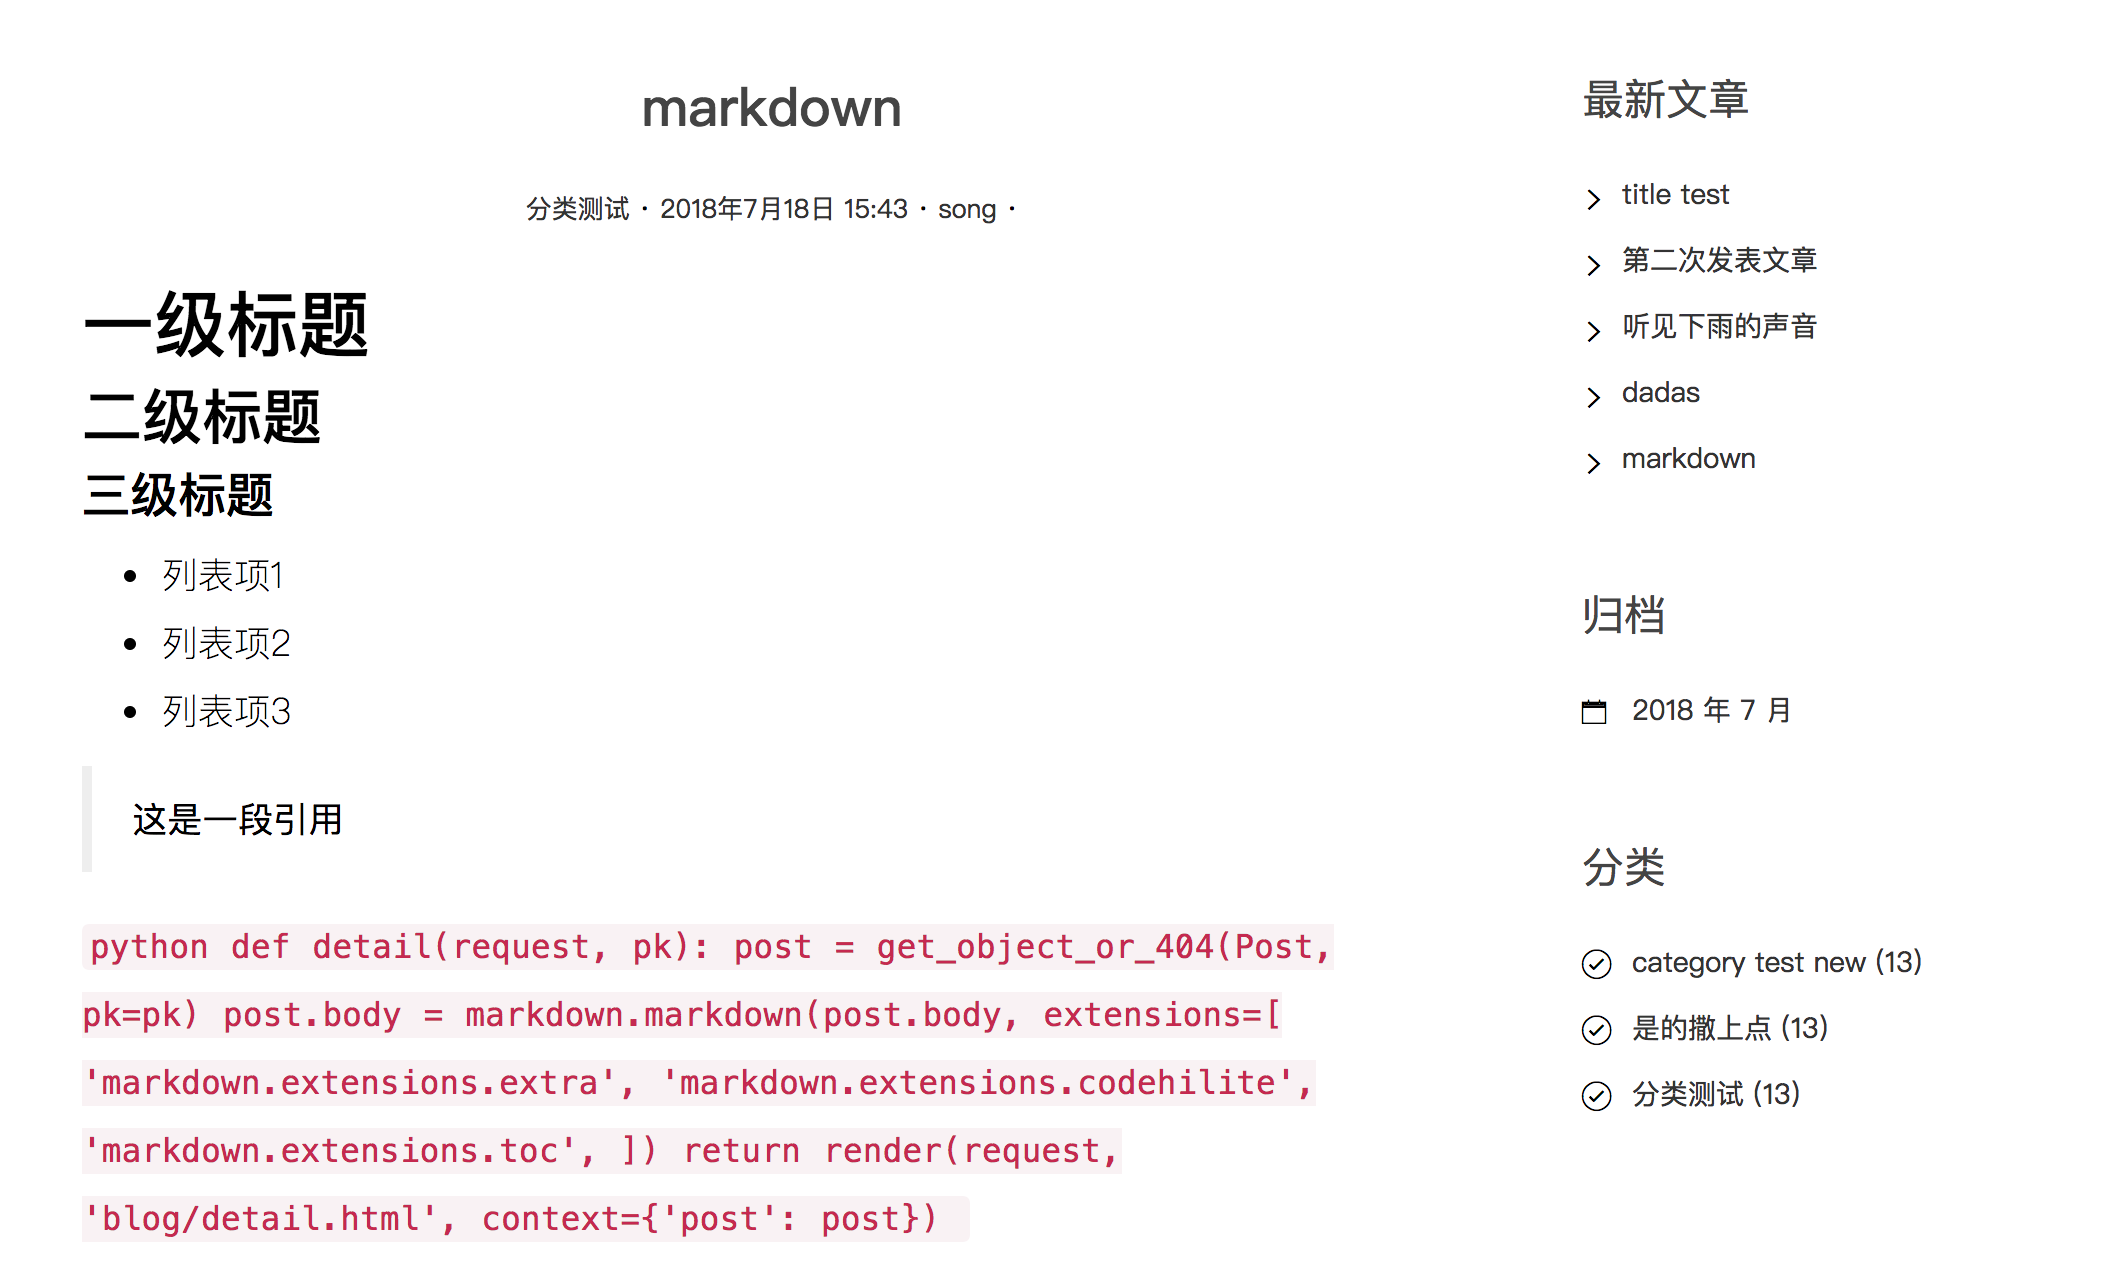 markdown
分类测试 · 2018年7月18日 15:43 · song ·
一级标题
二级标题
三级标题
• 列表项1
• 列表项2
• 列表项3
这是一段引用
python def detail(request, pk): post = get_object_or_404(Post,
pk=pk) post.body = markdown.markdown(post.body, extensions=[
'markdown.extensions.extra', 'markdown.extensions.codehilite',
'markdown.extensions.toc', ]) return render(request,
'blog/detail.html', context={'post': post})
最新文章
title test
第二次发表文章
听见下雨的声音
dadas
markdown
归档
2018 年 7 月
分类
category test new (13)
是的撒上点 (13)
分类测试 (13)